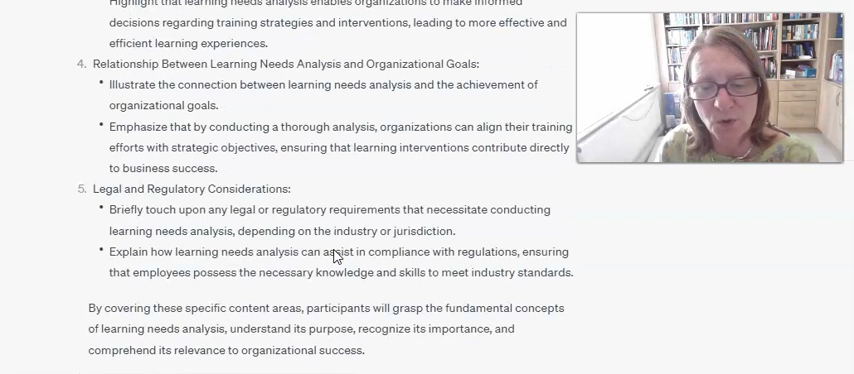 Highlight that learning needs analysis enables organizations to make informed
decisions regarding training strategies and interventions, leading to more effective and
efficient learning experiences.
4. Relationship Between Learning Needs Analysis and Organizational Goals:
• Illustrate the connection between learning needs analysis and the achievement of
organizational goals.
• Emphasize that by conducting a thorough analysis, organizations can align their training
efforts with strategic objectives, ensuring that learning interventions contribute directly
to business success.
5. Legal and Regulatory Considerations:
• Briefly touch upon any legal or regulatory requirements that necessitate conducting
learning needs analysis, depending on the industry or jurisdiction.
• Explain how learning needs analysis can assist in compliance with regulations, ensuring
that employees possess the necessary knowledge and skills to meet industry standards.
By covering these specific content areas, participants will grasp the fundamental concepts
of learning needs analysis, understand its purpose, recognize its importance, and
comprehend its relevance to organizational success.